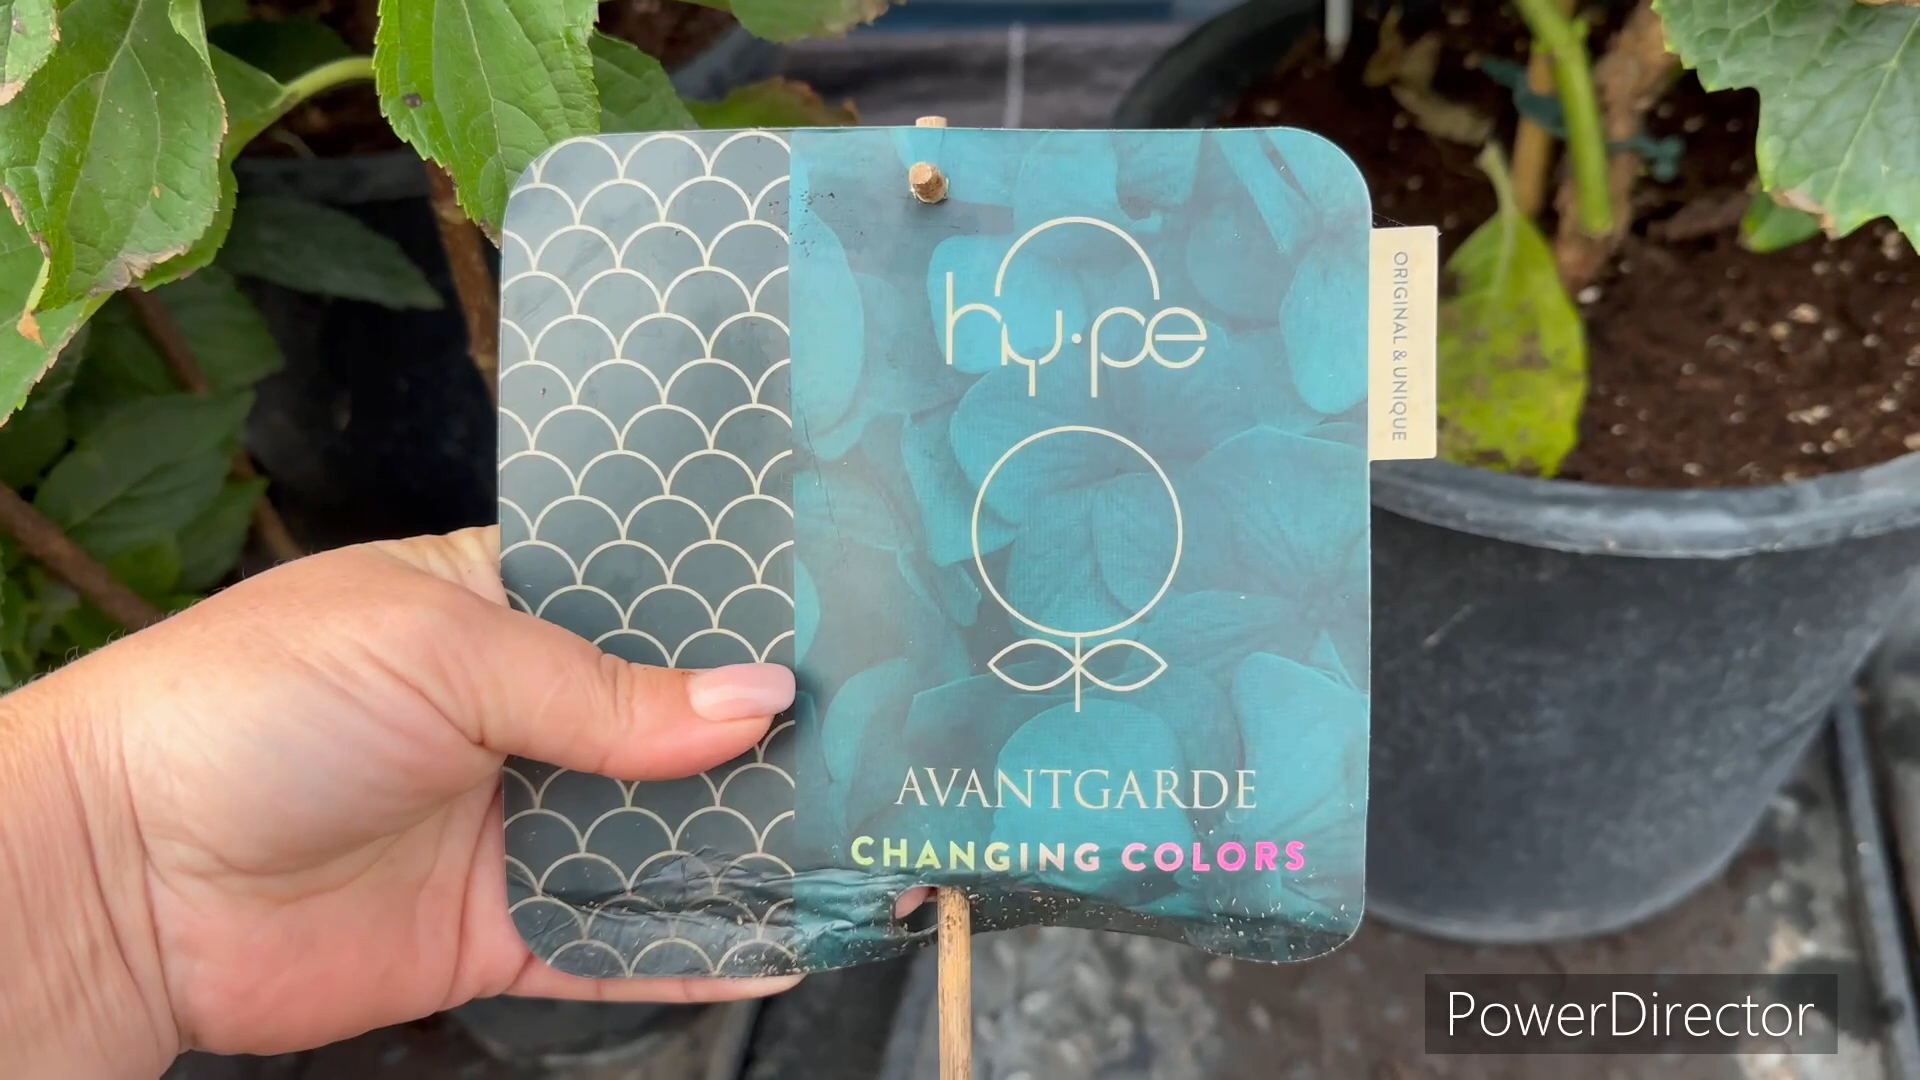 hy·pe
ORIGINAL & UNIQUE
AVANTGARDE
CHANGING COLORS
PowerDirector